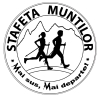 STAFETA MUNTILOR
Mai sus, Mai departe!